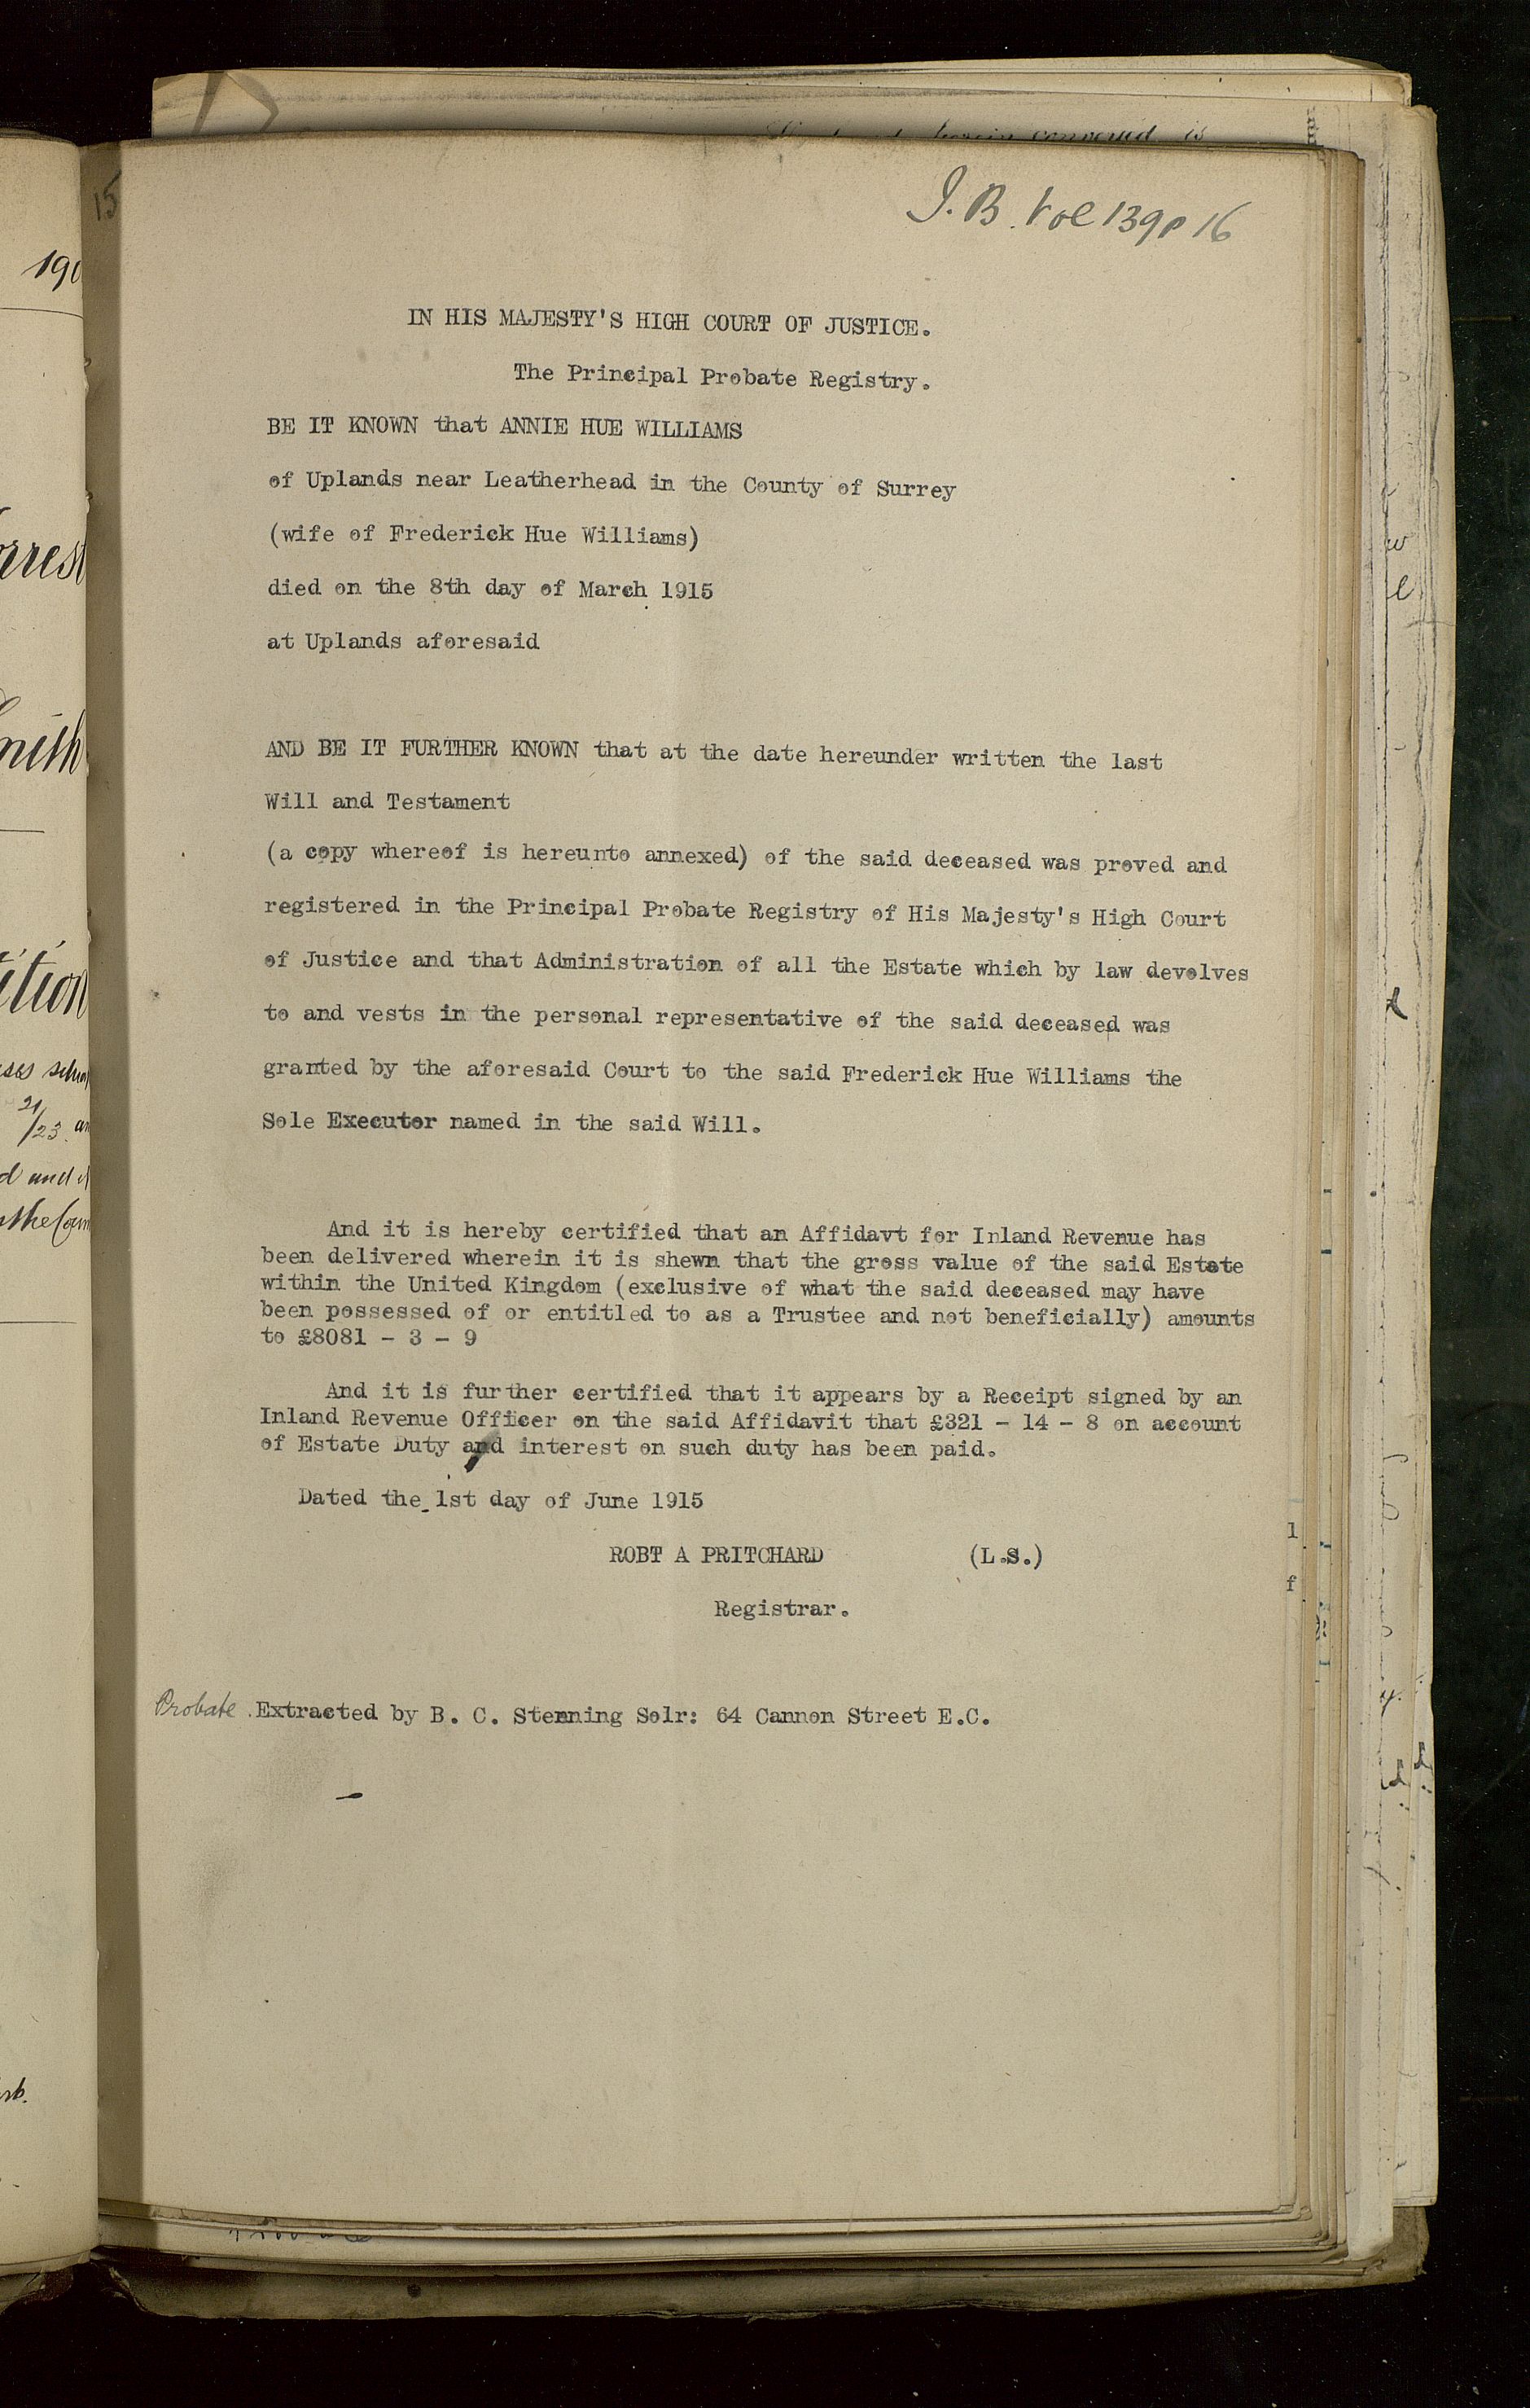 J.B. Vol 139 p 16
IN HIS MAJESTY'S HIGH COURT OF JUSTICE.
The Principal Probate Registry.
BE IT KNOWN that ANNIE HUE WILLIAMS
of Uplands near Leatherhead in the County of Surrey
(wife of Frederick Hue Williams)
died on the 8th day of March 1915
at Uplands aforesaid
AND BE IT FURTHER KNOWN that at the date hereunder written the last
Will and Testament
(a copy whereof is hereunto annexed) of the said deceased was proved and
registered in the Principal Probate Registry of His Majesty's High Court
of Justice and that Administration of all the Estate which by law devolves
to and vests in the personal representative of the said deceased was
granted by the aforesaid Court to the said Frederick Hue Williams the
Sole Executor named in the said Will.
And it is hereby certified that an Affidavt for Inland Revenue has
been delivered wherein it is shewn that the gross value of the said Estate
within the United Kingdom (exclusive of what the said deceased may have
been possessed of or entitled to as a Trustee and not beneficially) amounts
to £8081 - 3 - 9
And it is further certified that it appears by a Receipt signed by an
Inland Revenue Officer on the said Affidavit that £321 - 14 - 8 on account
of Estate Duty and interest on such duty has been paid.
Dated the 1st day of June 1915
ROBT A PRITCHARD (L.S.)
Registrar.
Probate. Extracted by B. C. Stenning Solr: 64 Cannon Street E.C.